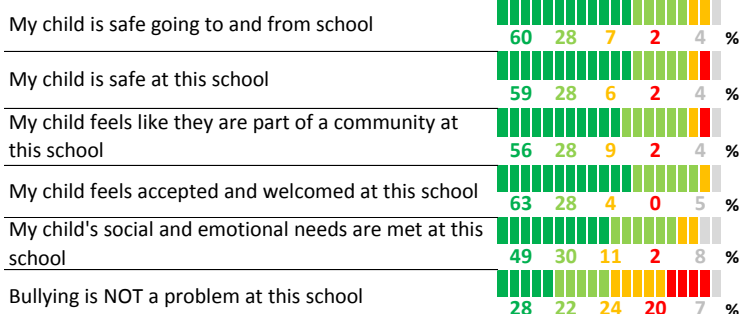 My child is safe going to and from school
60 28 7 2 4 %
My child is safe at this school
59 28 6 2 4 %
My child feels like they are part of a community at
this school
56 28 9 2 4 %
My child feels accepted and welcomed at this school
63 28 4 0 5 %
My child's social and emotional needs are met at this
school
49 30 11 2 8 %
Bullying is NOT a problem at this school
28 22 24 20 7 %